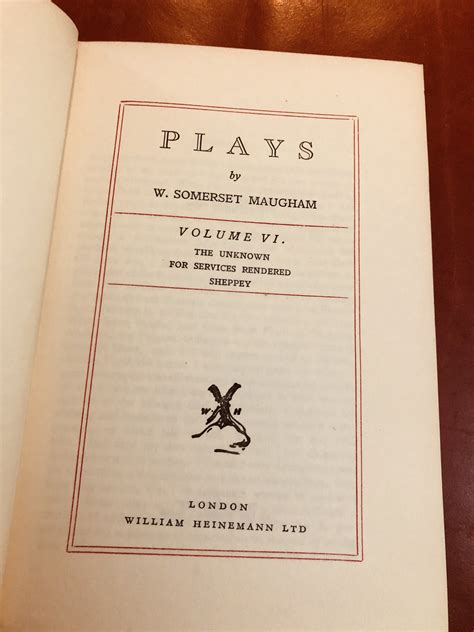 PLAYS
by
W. SOMERSET MAUGHAM
VOLUME VI.
THE UNKNOWN
FOR SERVICES RENDERED
SHEPPEY
W H
LONDON
WILLIAM HEINEMANN LTD